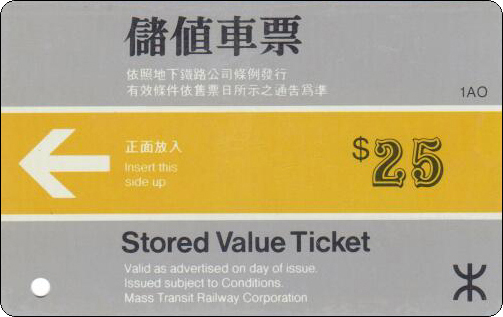 儲值車票
依照地下鐵路公司條例發行
有效條件依售票日所示之通告爲準
1AO
正面放入
Insert this
side up
$25
Stored Value Ticket
Valid as advertised on day of issue.
Issued subject to Conditions.
Mass Transit Railway Corporation